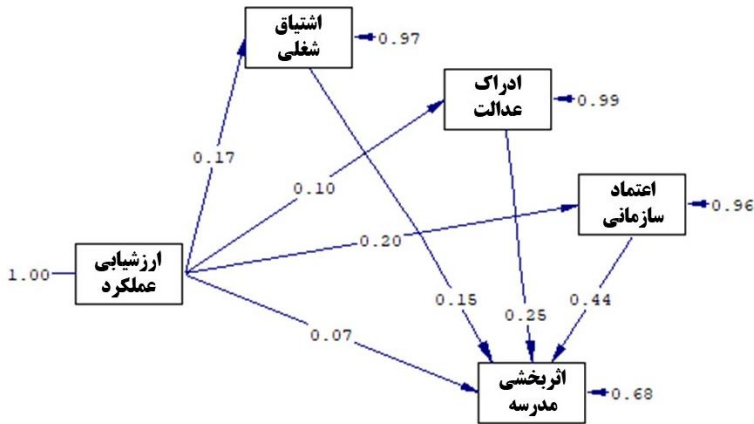 اشتیاق
شغلی
0.97
ادراک
عدالت
0.99
0.17
0.10
اعتماد
سازمانی
0.96
0.20
ارزشیابی
عملکرد
1.00
0.15
0.25
0.44
0.07
اثربخشی
مدرسه
0.68